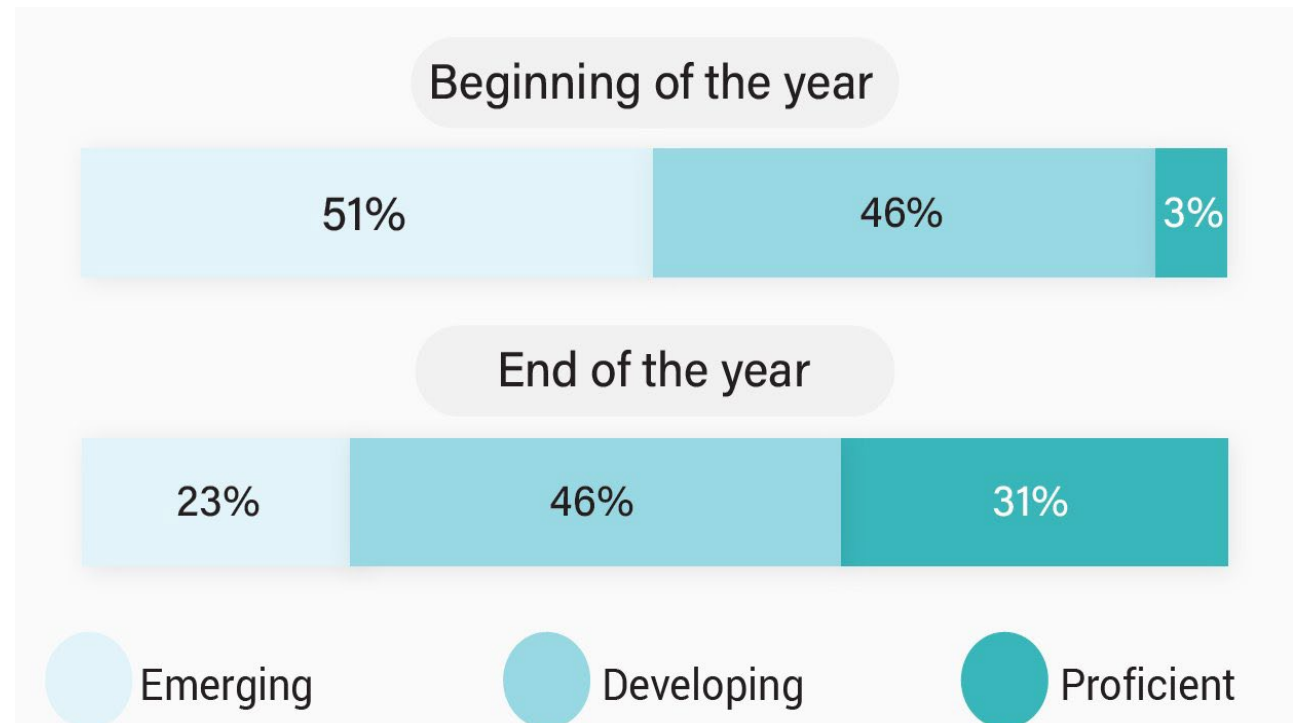 Beginning of the year
51% 46% 3%
End of the year
23% 46% 31%
Emerging Developing Proficient